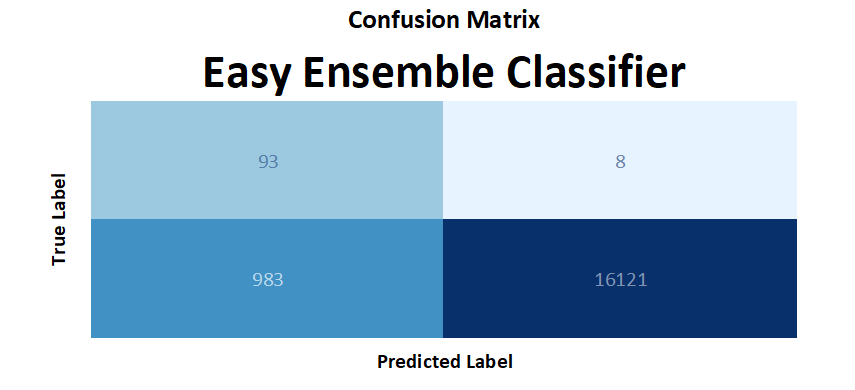 Confusion Matrix
Easy Ensemble Classifier
93 8
True Label
983 16121
Predicted Label